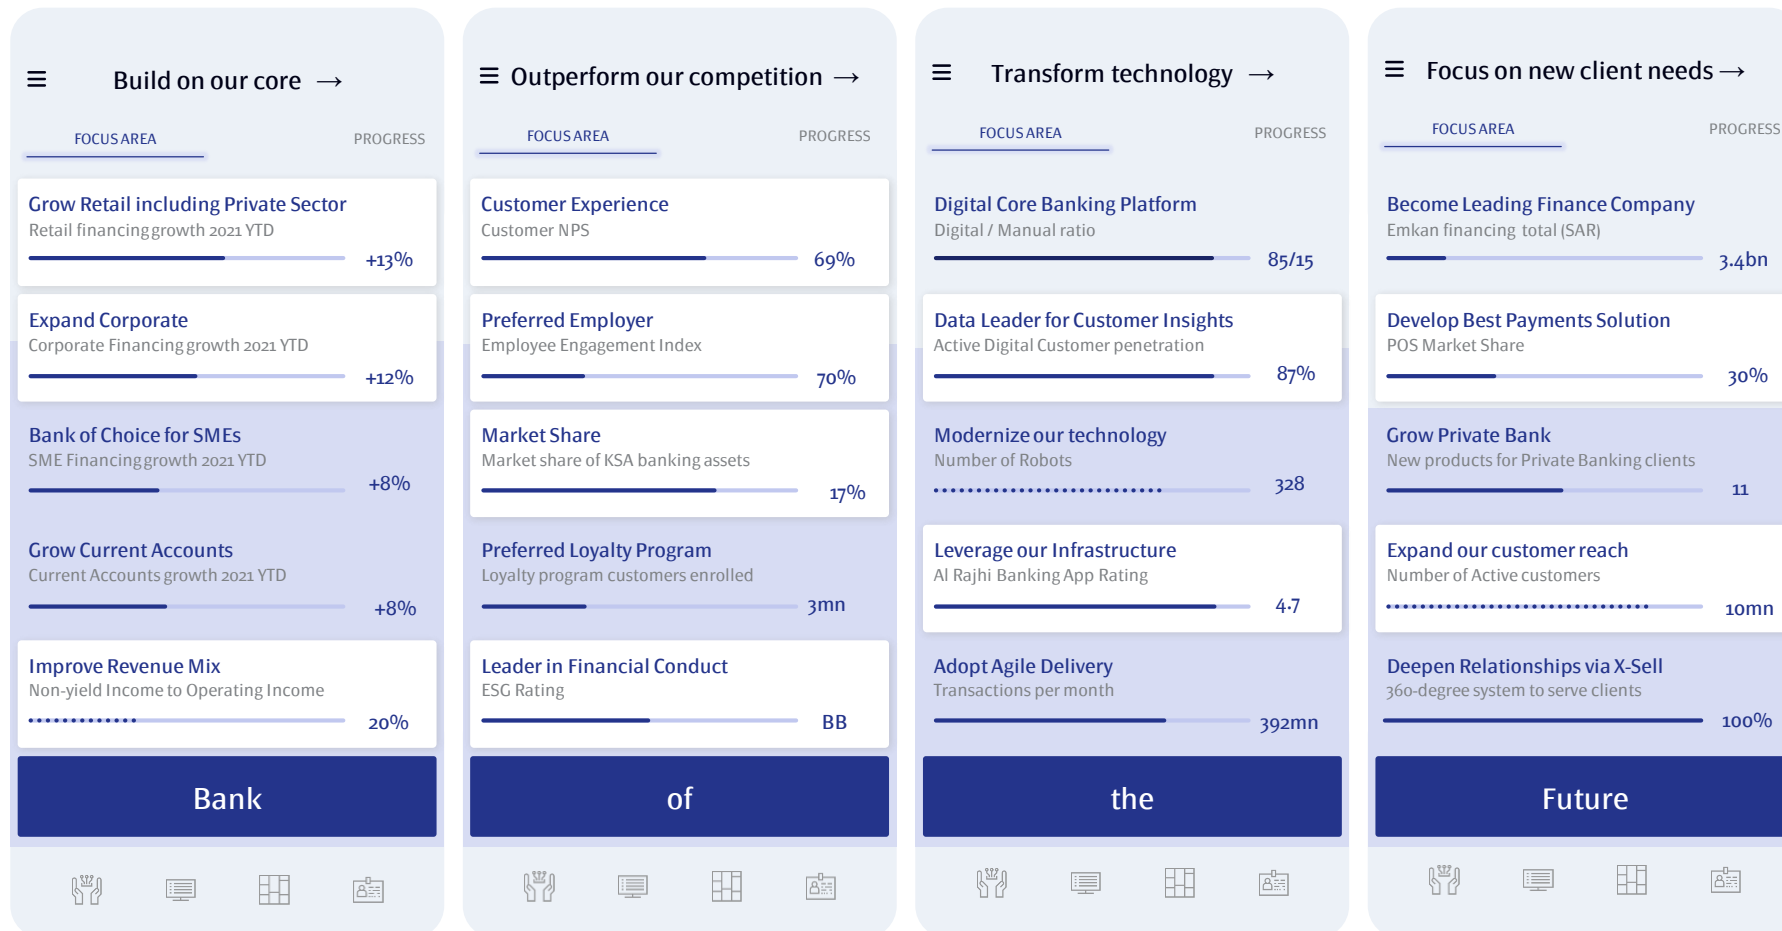 Build on our core →
FOCUS AREA
PROGRESS
Grow Retail including Private Sector
Retail financing growth 2021 YTD
+13%
Expand Corporate
Corporate Financing growth 2021 YTD
+12%
Bank of Choice for SMEs
SME Financing growth 2021 YTD
+8%
Grow Current Accounts
Current Accounts growth 2021 YTD
+8%
Improve Revenue Mix
Non-yield Income to Operating Income
20%
Bank
Outperform our competition →
FOCUS AREA
PROGRESS
Customer Experience
Customer NPS
69%
Preferred Employer
Employee Engagement Index
70%
Market Share
Market share of KSA banking assets
17%
Preferred Loyalty Program
Loyalty program customers enrolled
3mn
Leader in Financial Conduct
ESG Rating
BB
of
Transform technology →
FOCUS AREA
PROGRESS
Digital Core Banking Platform
Digital / Manual ratio
85/15
Data Leader for Customer Insights
Active Digital Customer penetration
87%
Modernize our technology
Number of Robots
328
Leverage our Infrastructure
Al Rajhi Banking App Rating
4.7
Adopt Agile Delivery
Transactions per month
392mn
the
Focus on new client needs →
FOCUS AREA
PROGRESS
Become Leading Finance Company
Emkan financing total (SAR)
3.4bn
Develop Best Payments Solution
POS Market Share
30%
Grow Private Bank
New products for Private Banking clients
11
Expand our customer reach
Number of Active customers
10mn
Deepen Relationships via X-Sell
360-degree system to serve clients
100%
Future